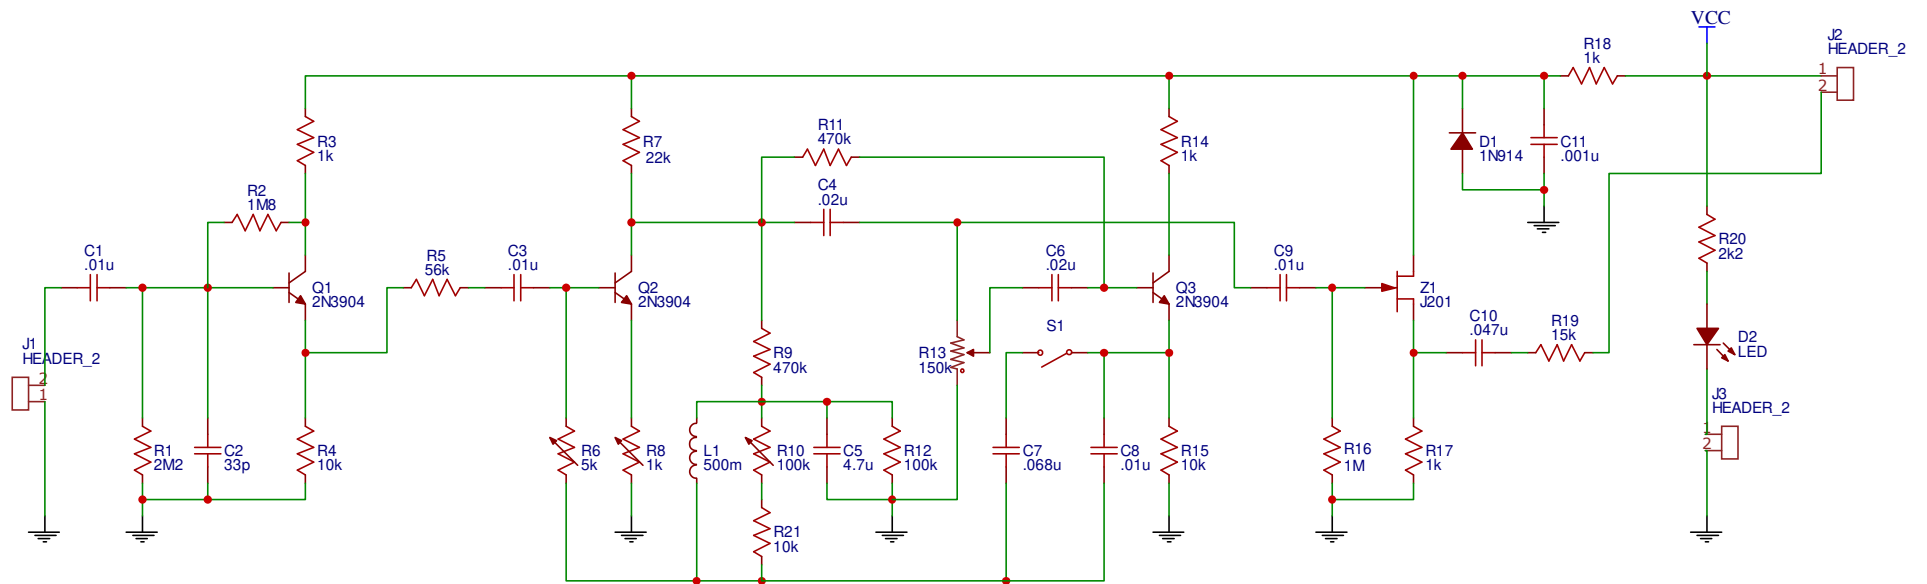 VCC
J2
HEADER_2
1
2
R18
1k
R3
1k
R7
22k
R11
470k
R14
1k
D1
1N914
C11
.001u
C4
.02u
R2
1M8
C1
.01u
R5
56k
C3
.01u
C6
.02u
C9
.01u
R20
2k2
Q1
2N3904
Q2
2N3904
Q3
2N3904
Z1
J201
S1
C10
.047u
R19
15k
D2
LED
J1
HEADER_2
2
1
R9
470k
R13
150k
J3
HEADER_2
1
2
R1
2M2
C2
33p
R4
10k
R6
5k
R8
1k
L1
500m
R10
100k
C5
4.7u
R12
100k
C7
.068u
C8
.01u
R15
10k
R16
1M
R17
1k
R21
10k